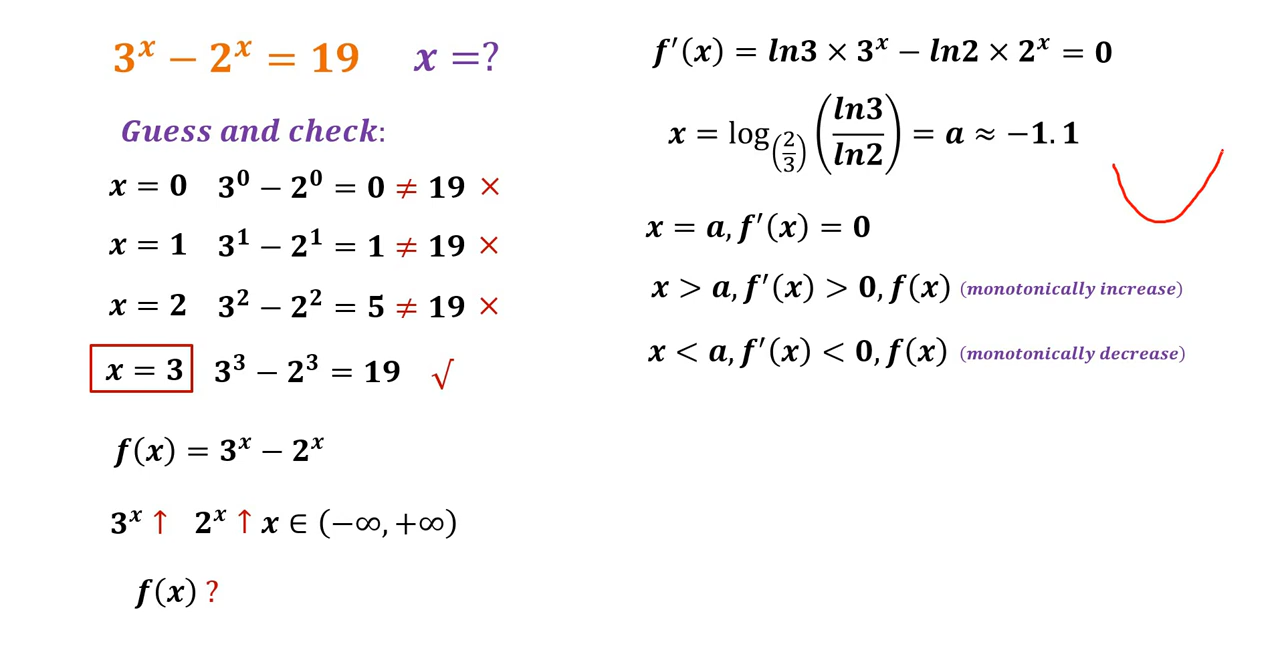 3^x − 2^x = 19    x =?
Guess and check:
x = 0  3^0 − 2^0 = 0 ≠ 19 ×
x = 1  3^1 − 2^1 = 1 ≠ 19 ×
x = 2  3^2 − 2^2 = 5 ≠ 19 ×
x = 3  3^3 − 2^3 = 19 √
f(x) = 3^x − 2^x
3^x ↑  2^x ↑ x ∈ (−∞, +∞)
f(x) ?
f′(x) = ln3 × 3^x − ln2 × 2^x = 0
x = log_(2/3) (ln3/ln2) = a ≈ −1.1
x = a, f′(x) = 0
x > a, f′(x) > 0, f(x) (monotonically increase)
x < a, f′(x) < 0, f(x) (monotonically decrease)